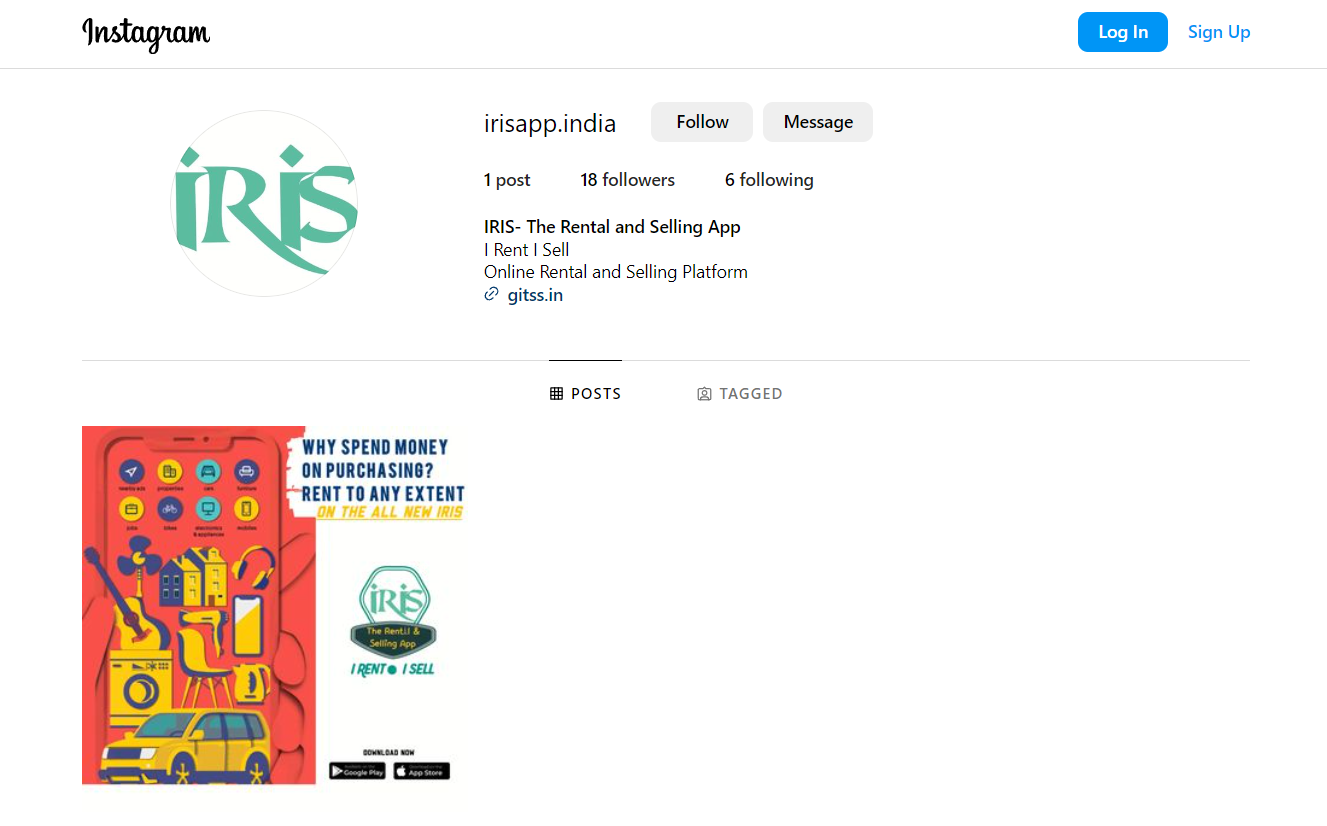 Instagram
Log In
Sign Up
iRiS
irisapp.india
Follow
Message
1 post
18 followers
6 following
IRIS- The Rental and Selling App
I Rent I Sell
Online Rental and Selling Platform
gitss.in
POSTS
TAGGED
WHY SPEND MONEY
ON PURCHASING?
RENT TO ANY EXTENT
ON THE ALL NEW IRIS
nearby ads
properties
cars
furniture
jobs
bikes
electronics
& appliances
mobiles
iRiS
The Rental &
Selling App
I RENT I SELL
DOWNLOAD NOW
Google Play
App Store